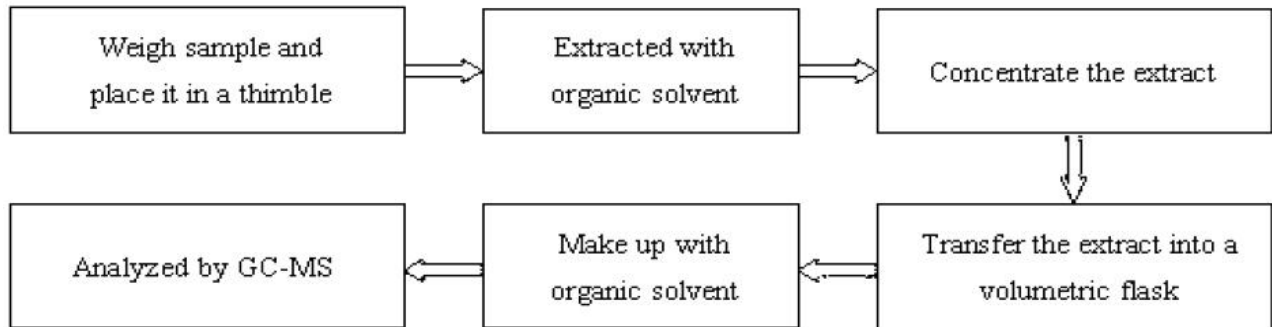 Weigh sample and
place it in a thimble
Extracted with
organic solvent
Concentrate the extract
Transfer the extract into a
volumetric flask
Make up with
organic solvent
Analyzed by GC-MS